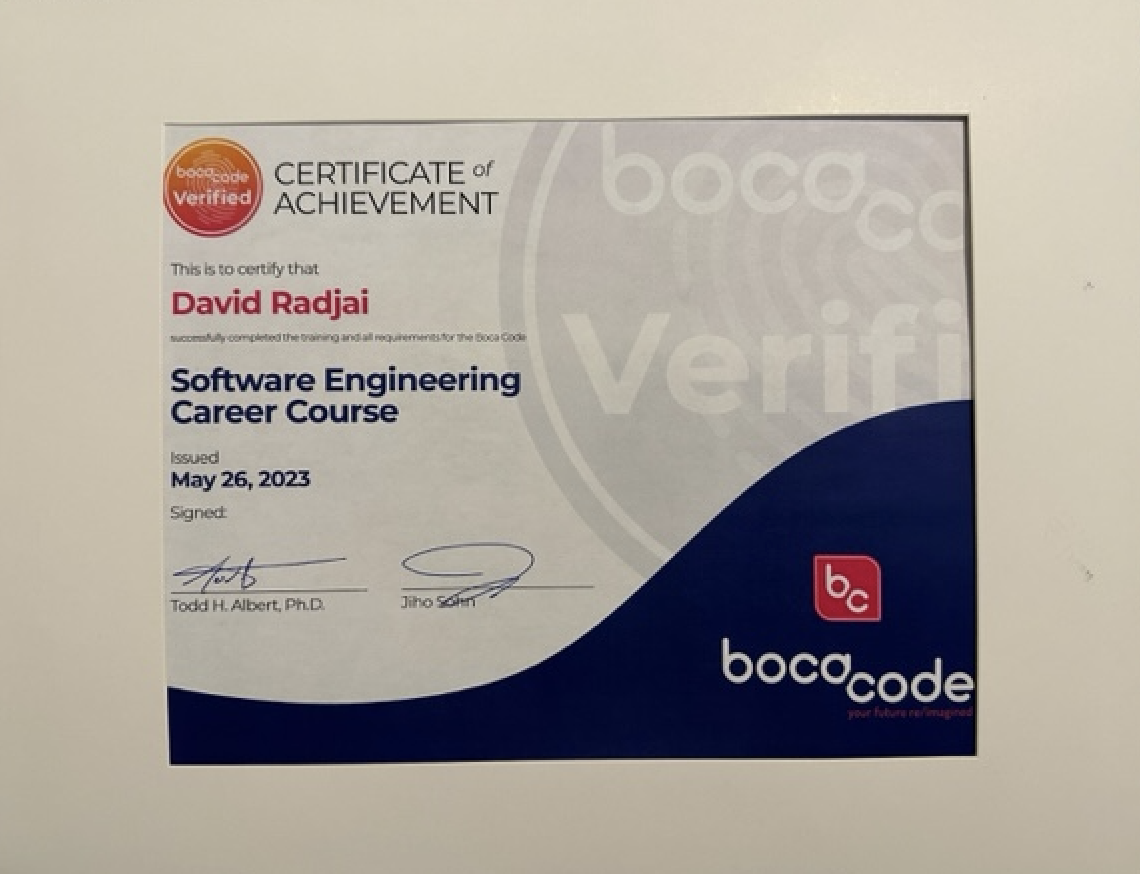 boca code
Verified
CERTIFICATE of
ACHIEVEMENT
boca co
Verifi
This is to certify that
David Radjai
successfully completed the training and all requirements for the Boca Code
Software Engineering
Career Course
Issued
May 26, 2023
Signed:
Todd H. Albert, Ph.D.
Jiho Sohn
bc
boca code
your future re/imagined